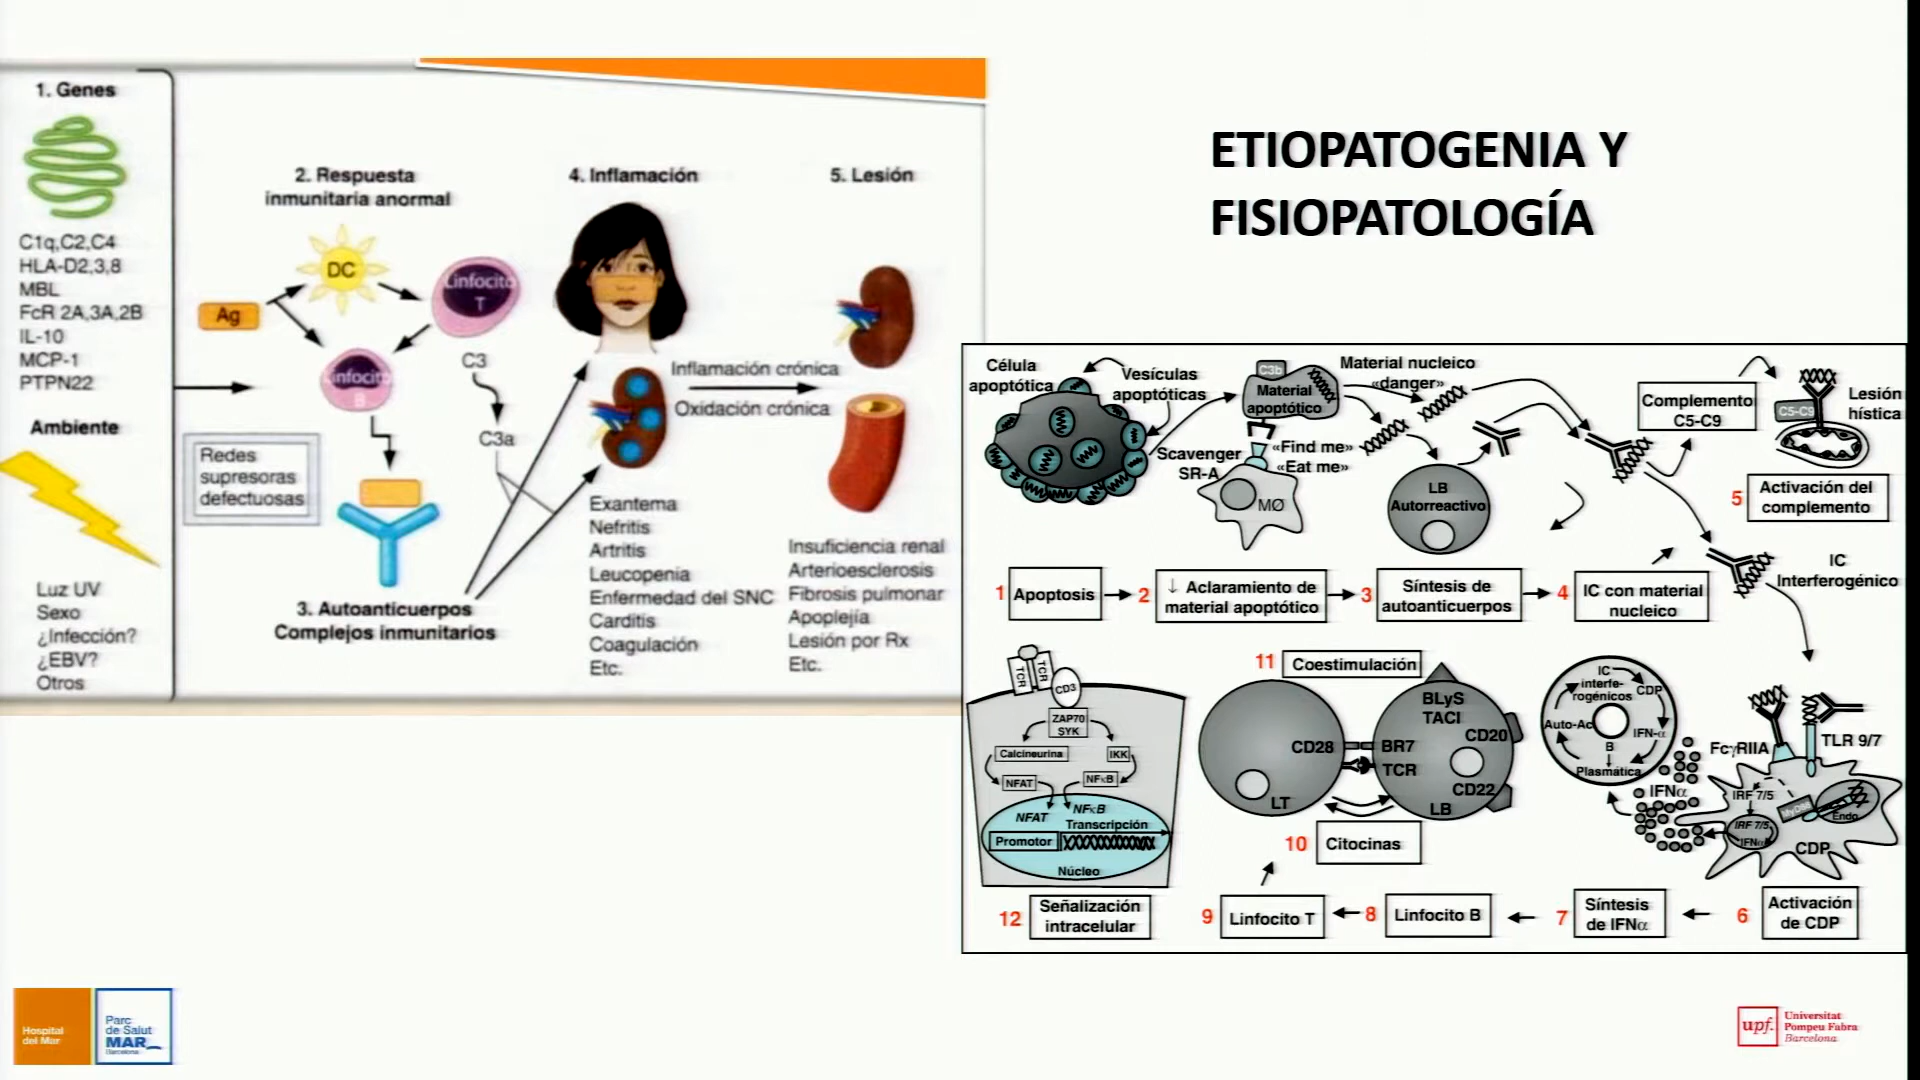 ETIOPATOGENIA Y
FISIOPATOLOGÍA
1. Genes
C1q,C2,C4
HLA-D2,3,8
MBL
FcR 2A,3A,2B
IL-10
MCP-1
PTPN22
Ambiente
Luz UV
Sexo
¿Infección?
¿EBV?
Otros
2. Respuesta
inmunitaria anormal
DC
Linfocito
T
Ag
Linfocito
B
C3
C3a
Redes
supresoras
defectuosas
3. Autoanticuerpos
Complejos inmunitarios
4. Inflamación
Inflamación crónica
Oxidación crónica
Exantema
Nefritis
Artritis
Leucopenia
Enfermedad del SNC
Carditis
Coagulación
Etc.
5. Lesión
Insuficiencia renal
Arterioesclerosis
Fibrosis pulmonar
Apoplejía
Lesión por Rx
Etc.
Célula
apoptótica
Vesículas
apoptóticas
C3b
Material
apoptótico
Material nucleico
«danger»
Scavenger
SR-A
«Find me»
«Eat me»
MØ
LB
Autorreactivo
Complemento
C5-C9
C5-C9
Lesión
hística
5 Activación del
complemento
IC
Interferogénico
1 Apoptosis
2 ↓ Aclaramiento de
material apoptótico
3 Síntesis de
autoanticuerpos
4 IC con material
nucleico
TCR
TCR
CD3
ZAP70
SYK
Calcineurina
IKK
NFAT
NFκB
NFAT
NFκB
Transcripción
Promotor
Núcleo
11 Coestimulación
CD28
LT
BLyS
TACI
CD20
BR7
TCR
CD22
LB
10 Citocinas
IC
interfe-
rogénicos
CDP
Auto-Ac
IFN-α
B
Plasmática
IFNα
FcγRIIA
TLR 9/7
IRF 7/5
Endo
IRF 7/5
IFNα
CDP
12 Señalización
intracelular
9 Linfocito T
8 Linfocito B
7 Síntesis
de IFNα
6 Activación
de CDP
Hospital
del Mar
Parc
de Salut
MAR
Barcelona
upf.
Universitat
Pompeu Fabra
Barcelona